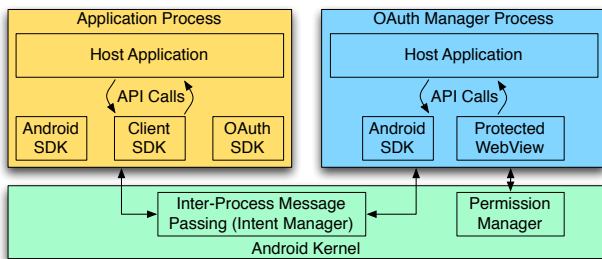 Application Process
Host Application
API Calls
Android
SDK
Client
SDK
OAuth
SDK
OAuth Manager Process
Host Application
API Calls
Android
SDK
Protected
WebView
Inter-Process Message
Passing (Intent Manager)
Permission
Manager
Android Kernel